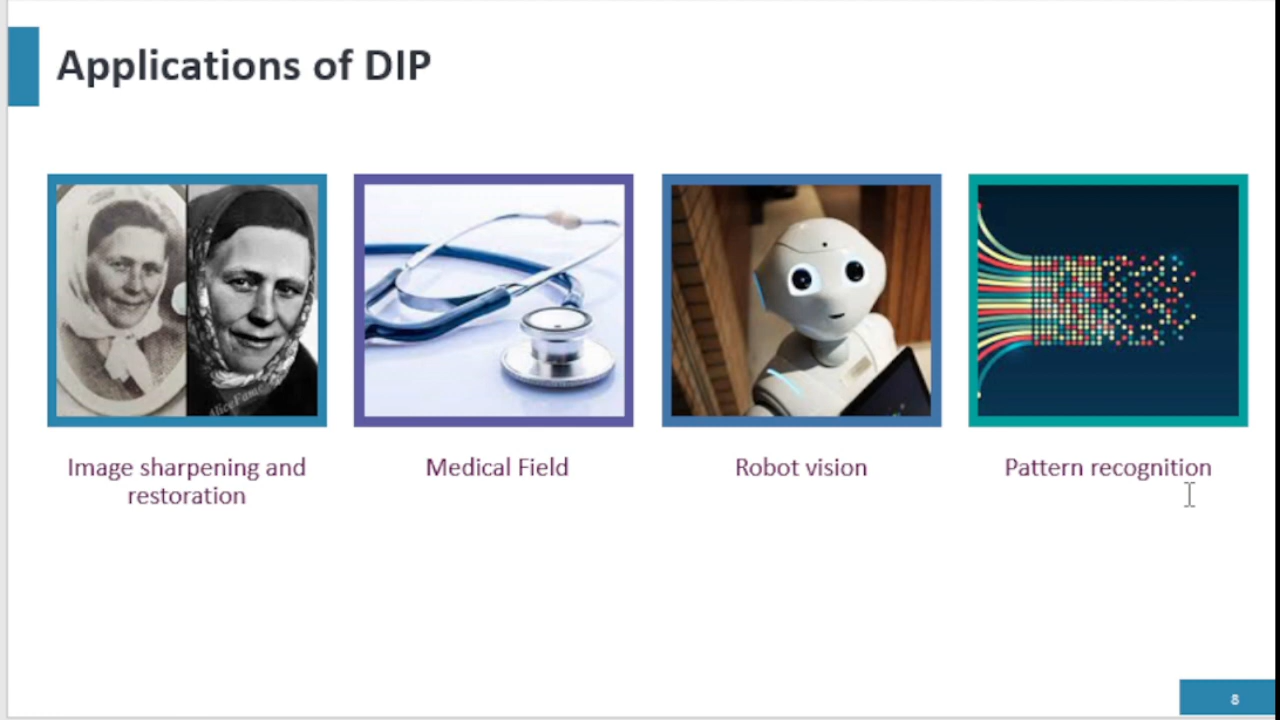 Applications of DIP
Image sharpening and
restoration
Medical Field
Robot vision
Pattern recognition
8